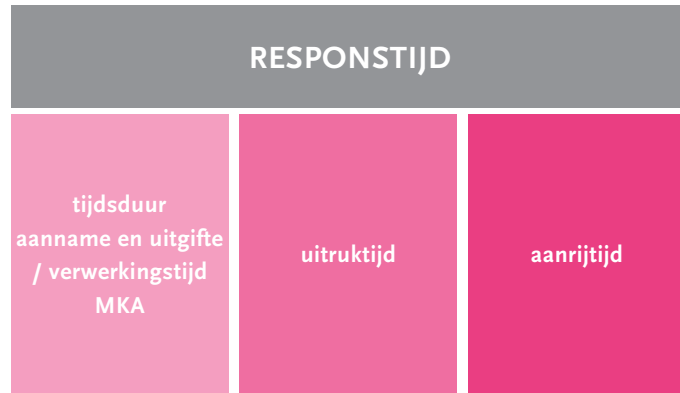 RESPONSTIJD
tijdsduur
aanname en uitgifte
/ verwerkingstijd
MKA
uitruktijd
aanrijtijd